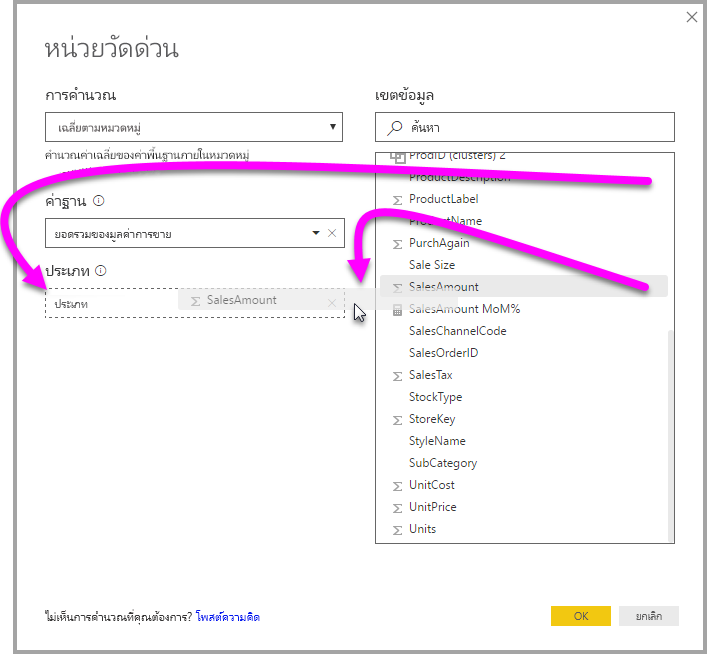 หน่วยวัดด่วน
การคำนวณ
เฉลี่ยตามหมวดหมู่
คำนวณค่าเฉลี่ยของค่าพื้นฐานภายในหมวดหมู่
ค่าฐาน
ยอดรวมของมูลค่าการขาย
ประเภท
ประเภท
SalesAmount
เขตข้อมูล
ค้นหา
ProdID (clusters) 2
ProductDescription
ProductLabel
ProductName
PurchAgain
Sale Size
SalesAmount
SalesAmount MoM%
SalesChannelCode
SalesOrderID
SalesTax
StockType
StoreKey
StyleName
SubCategory
UnitCost
UnitPrice
Units
ไม่เห็นการคำนวณที่คุณต้องการ? โพสต์ความคิด
OK
ยกเลิก